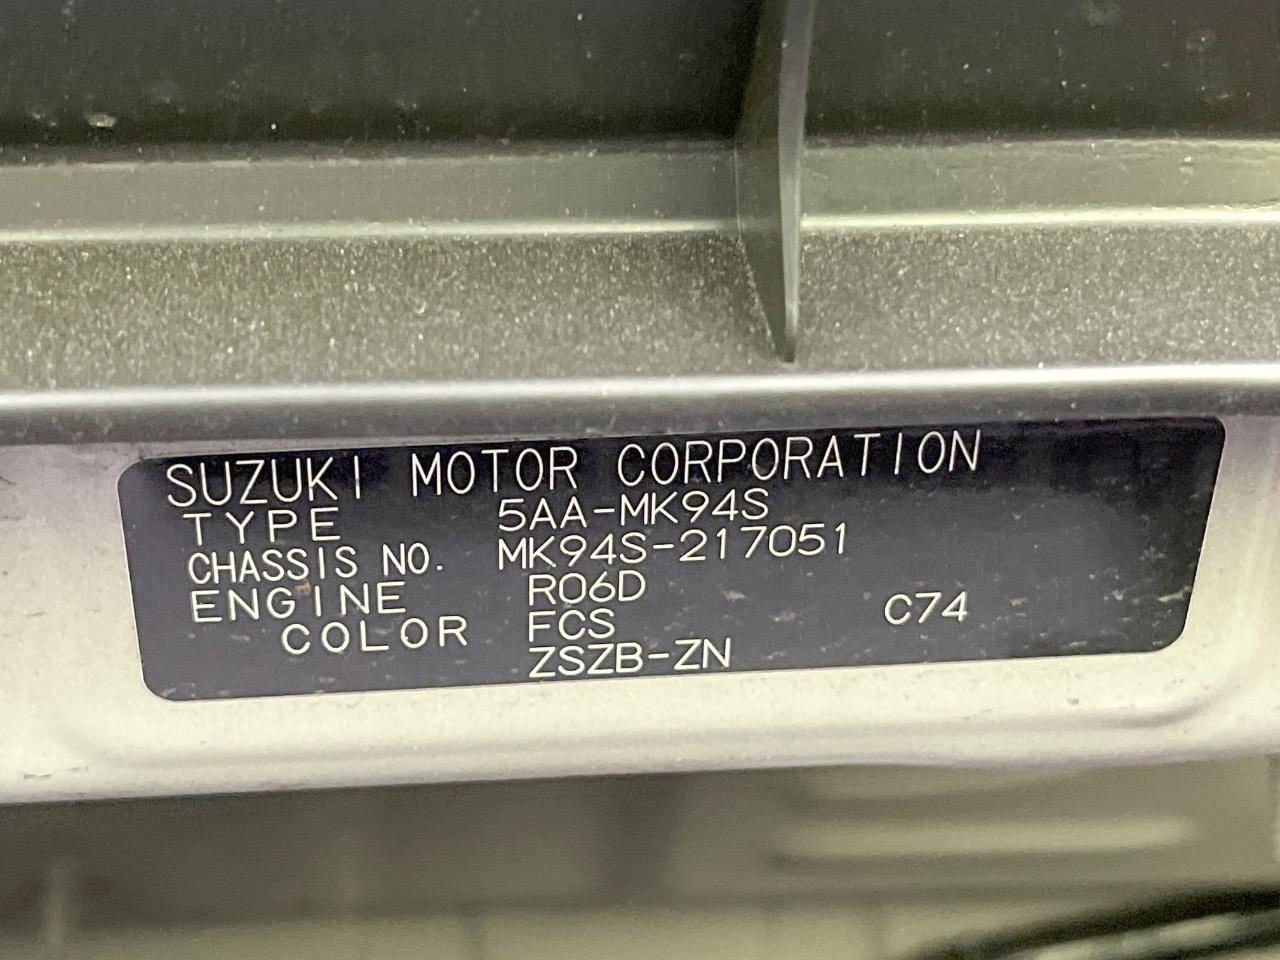 SUZUKI MOTOR CORPORATION
TYPE 5AA-MK94S
CHASSIS NO. MK94S-217051
ENGINE R06D
COLOR FCS C74
ZSZB-ZN